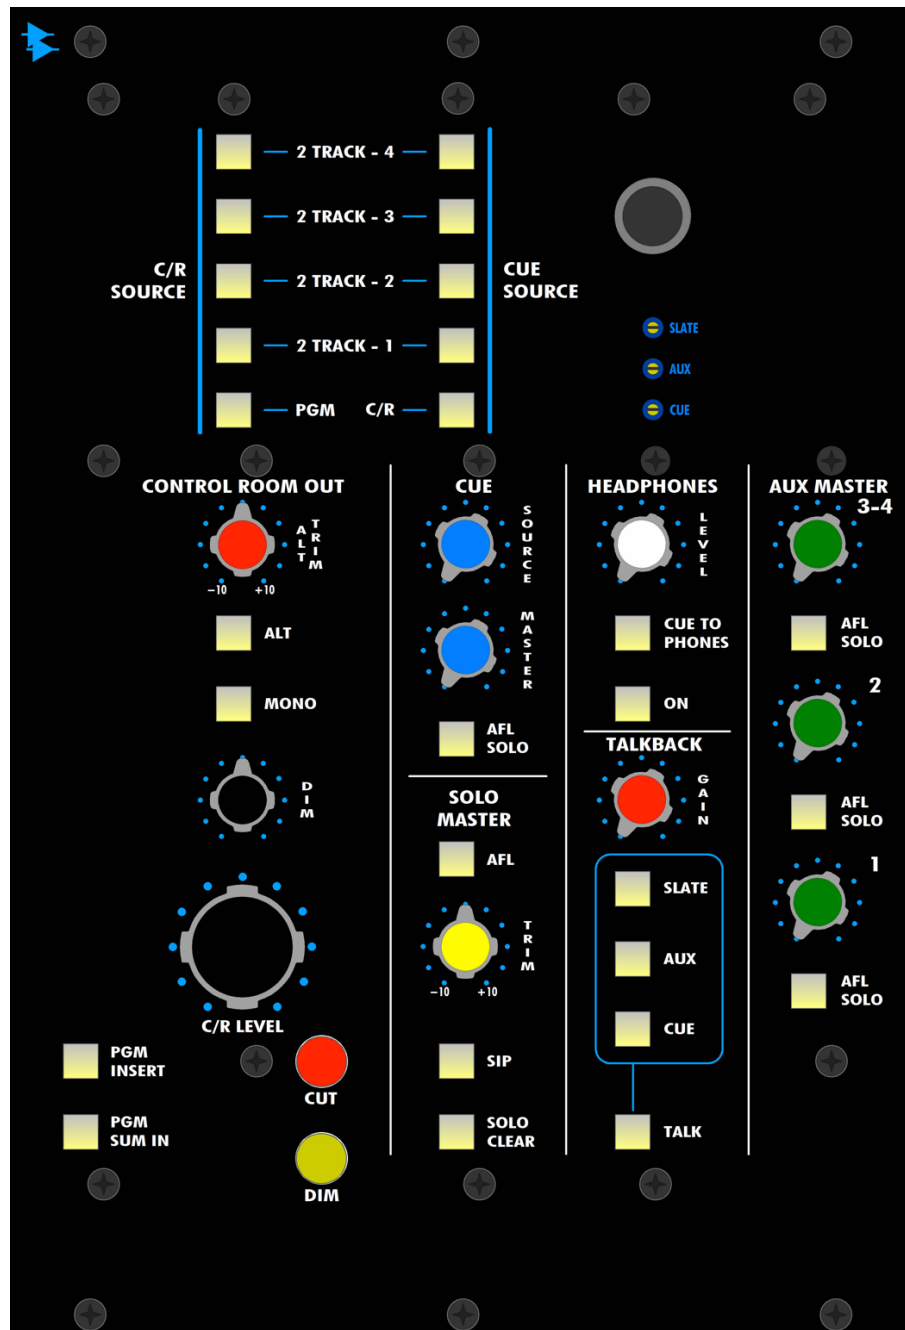 2 TRACK - 4
2 TRACK - 3
C/R
SOURCE
2 TRACK - 2
CUE
SOURCE
2 TRACK - 1
PGM
C/R
SLATE
AUX
CUE
CONTROL ROOM OUT
ALT
TRIM
-10
+10
ALT
MONO
DIM
C/R LEVEL
PGM
INSERT
PGM
SUM IN
CUT
DIM
CUE
SOURCE
MASTER
AFL
SOLO
SOLO
MASTER
AFL
TRIM
-10
+10
SIP
SOLO
CLEAR
HEADPHONES
LEVEL
CUE TO
PHONES
ON
TALKBACK
GAIN
SLATE
AUX
CUE
TALK
AUX MASTER
3-4
AFL
SOLO
2
AFL
SOLO
1
AFL
SOLO